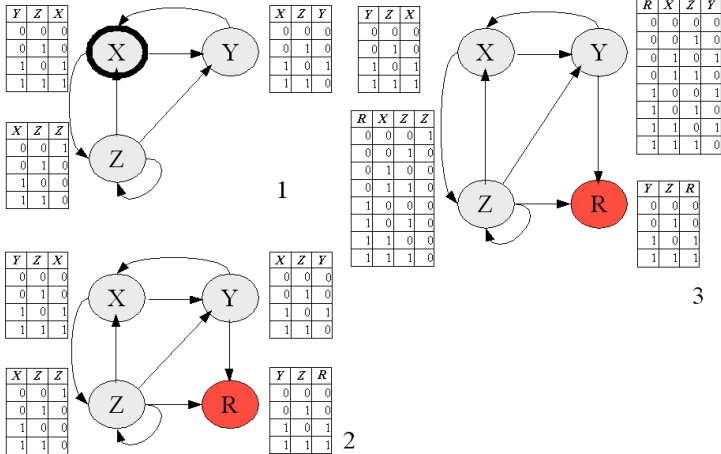 Y Z X
0 0 0
0 1 0
1 0 1
1 1 0
X
Y
X Z Y
0 0 0
0 1 0
1 0 1
1 1 0
X Z Z
0 0 1
0 1 0
1 0 0
1 1 0
Z
1
Y Z X
0 0 0
0 1 0
1 0 1
1 1 1
X
Y
X Z Y
0 0 0
0 1 0
1 0 1
1 1 0
X Z Z
0 0 1
0 1 0
1 0 0
1 1 0
Z
R
Y Z R
0 0 0
0 1 0
1 0 1
1 1 1
2
Y Z X
0 0 0
0 1 0
1 0 1
1 1 0
X
Y
R X Z Y
0 0 0 0
0 0 1 0
0 1 0 1
0 1 1 0
1 0 0 1
1 0 1 0
1 1 0 1
1 1 1 0
R X Z Z
0 0 0 1
0 0 1 0
0 1 0 0
0 1 1 0
1 0 0 0
1 0 1 0
1 1 0 0
1 1 1 0
Z
R
Y Z R
0 0 0
0 1 0
1 0 1
1 1 1
3